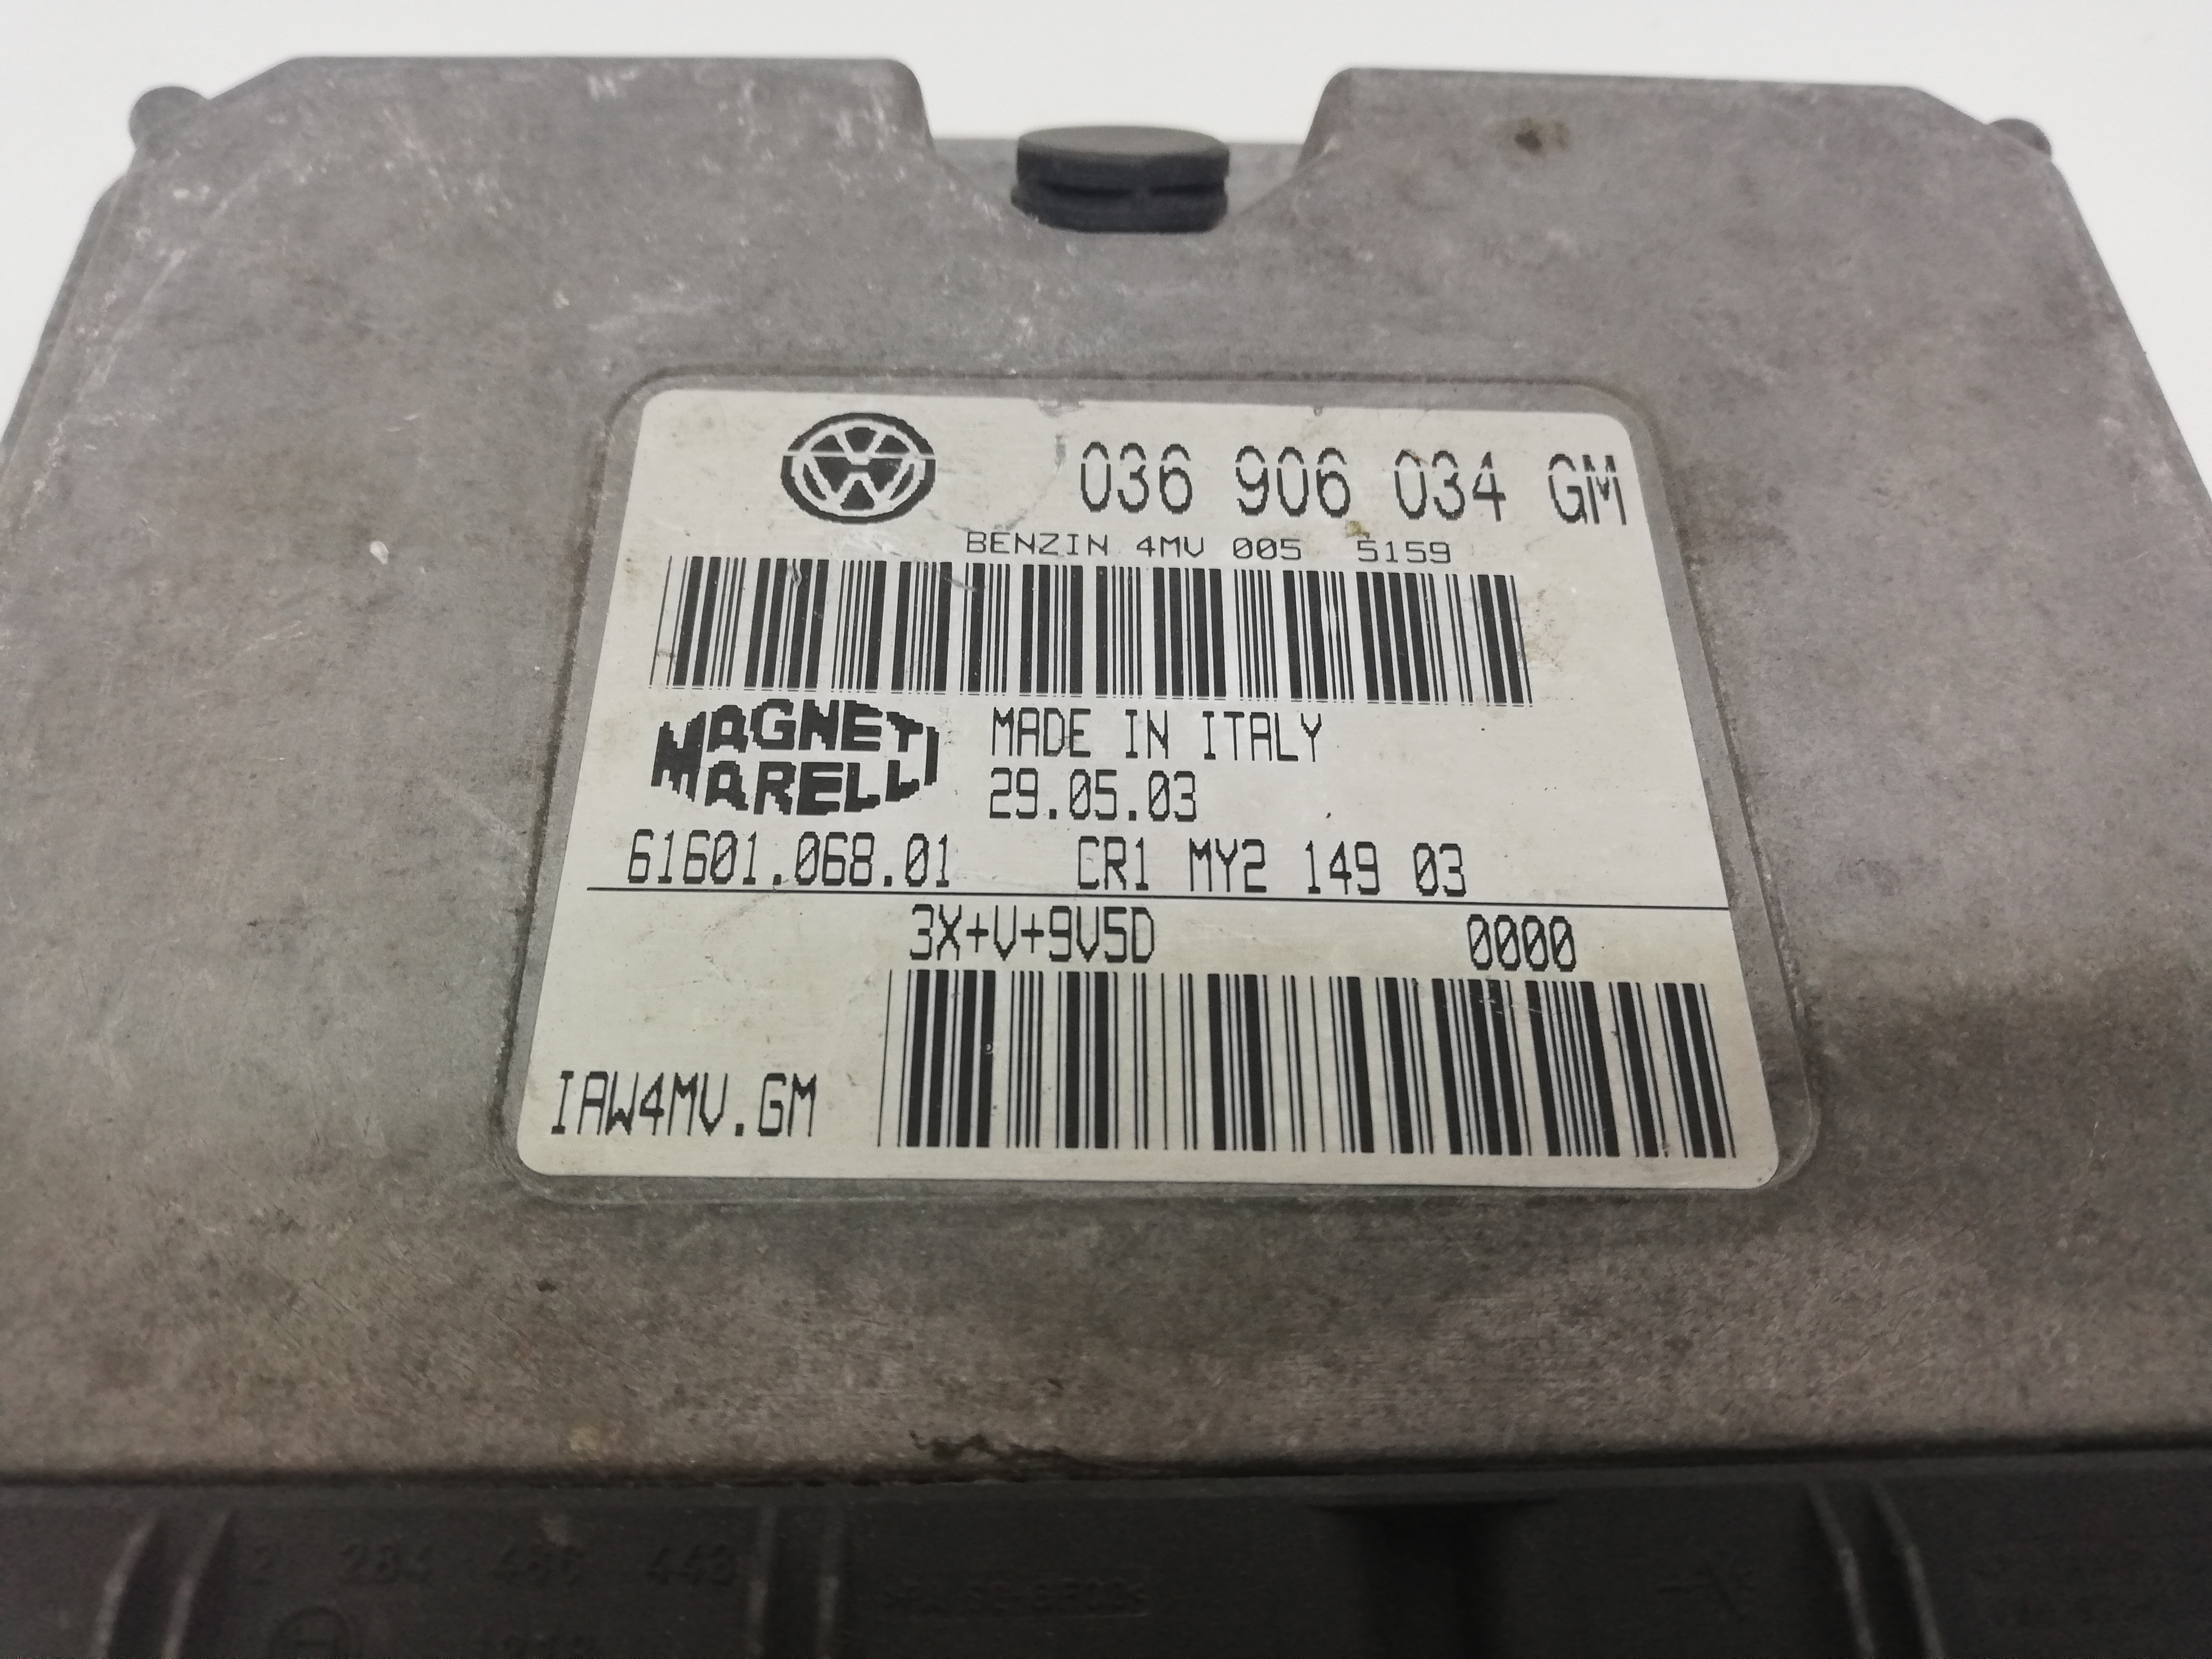 036 906 034 GM
BENZIN 4MV 005 5159
MAGNETI MARELLI
MADE IN ITALY
29.05.03
61601.068.01 CR1 MY2 149 03
3X+V+9V5D 0000
IAW4MV.GM